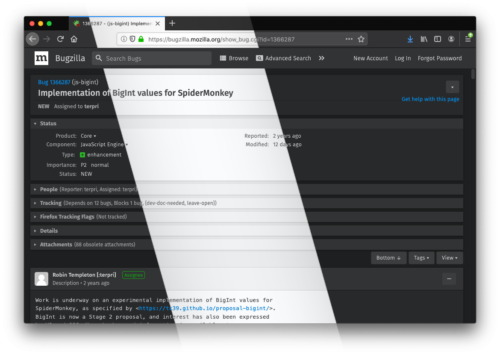 1366287 - (js-bigint) Implemen
https://bugzilla.mozilla.org/show_bug.cgi?id=1366287
m Bugzilla Search Bugs Browse Advanced Search New Account Log In Forgot Password
Bug 1366287 (js-bigint)
Implementation of BigInt values for SpiderMonkey
NEW Assigned to terpri
Get help with this page
Status
Product: Core Reported: 2 years ago
Component: JavaScript Engine Modified: 12 days ago
Type: enhancement
Importance: P2 normal
Status: NEW
People (Reporter: terpri, Assigned: terpri)
Tracking (Depends on 12 bugs, Blocks 1 bug, {dev-doc-needed, leave-open})
Firefox Tracking Flags (Not tracked)
Details
Attachments (68 obsolete attachments)
Bottom ↓ Tags View
Robin Templeton [:terpri] Assignee
Description • 2 years ago
Work is underway on an experimental implementation of BigInt values for
SpiderMonkey, as specified by <https://tc39.github.io/proposal-bigint/>.
BigInt is now a Stage 2 proposal, and interest has also been expressed